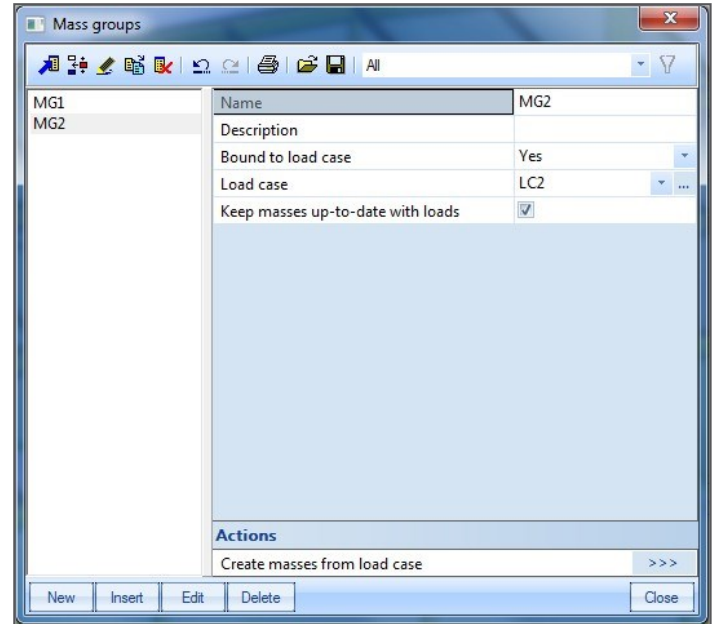 Mass groups
All
MG1
MG2
Name MG2
Description
Bound to load case Yes
Load case LC2 ...
Keep masses up-to-date with loads
Actions
Create masses from load case >>>
New Insert Edit Delete Close